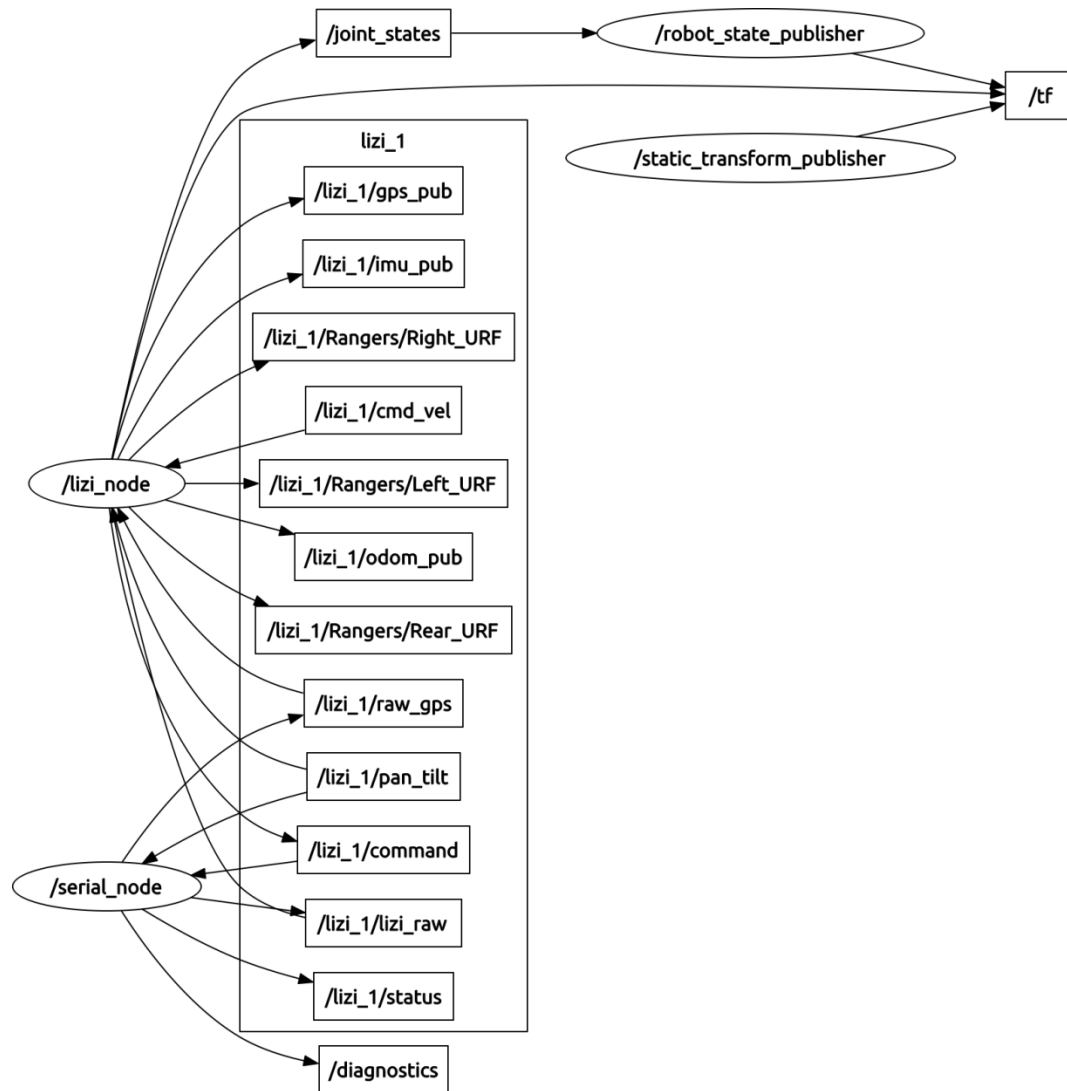 /joint_states
/robot_state_publisher
/tf
lizi_1
/static_transform_publisher
/lizi_1/gps_pub
/lizi_1/imu_pub
/lizi_1/Rangers/Right_URF
/lizi_1/cmd_vel
/lizi_node
/lizi_1/Rangers/Left_URF
/lizi_1/odom_pub
/lizi_1/Rangers/Rear_URF
/lizi_1/raw_gps
/lizi_1/pan_tilt
/lizi_1/command
/serial_node
/lizi_1/lizi_raw
/lizi_1/status
/diagnostics